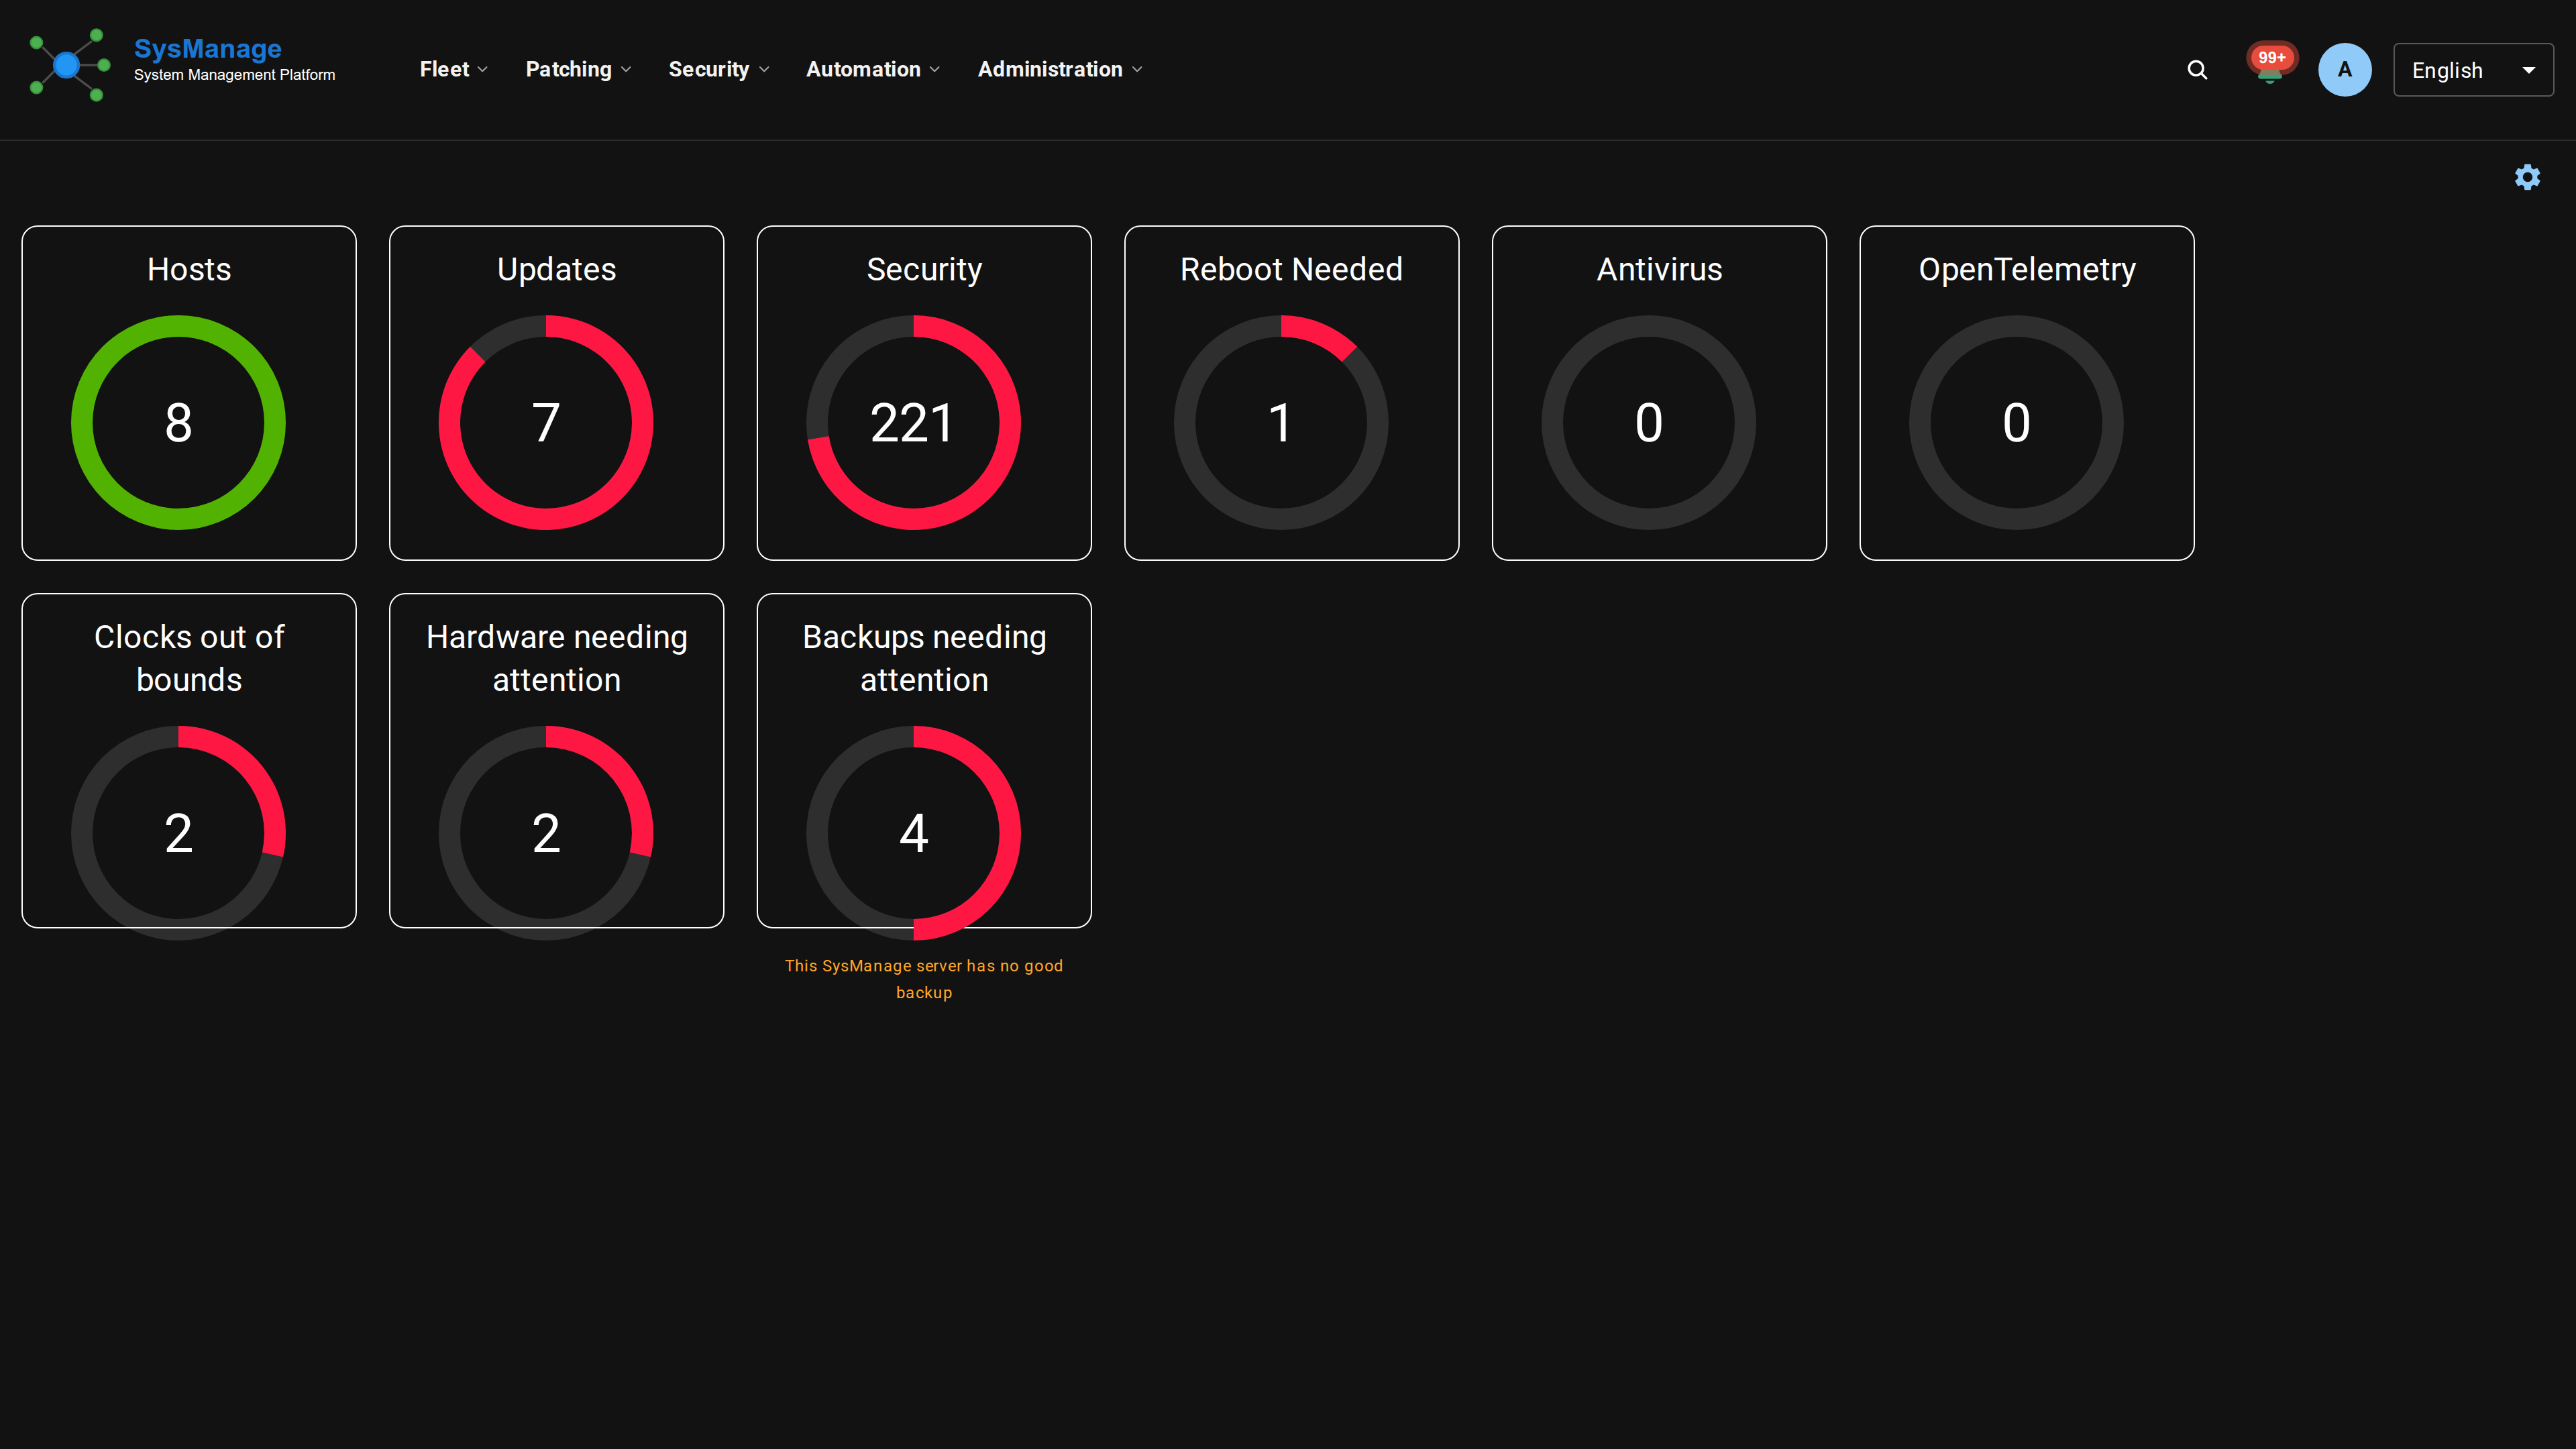 SysManage
System Management Platform
Fleet
Patching
Security
Automation
Administration
99+
A
English
Hosts
8
Updates
7
Security
221
Reboot Needed
1
Antivirus
0
OpenTelemetry
0
Clocks out of
bounds
2
Hardware needing
attention
2
Backups needing
attention
4
This SysManage server has no good
backup